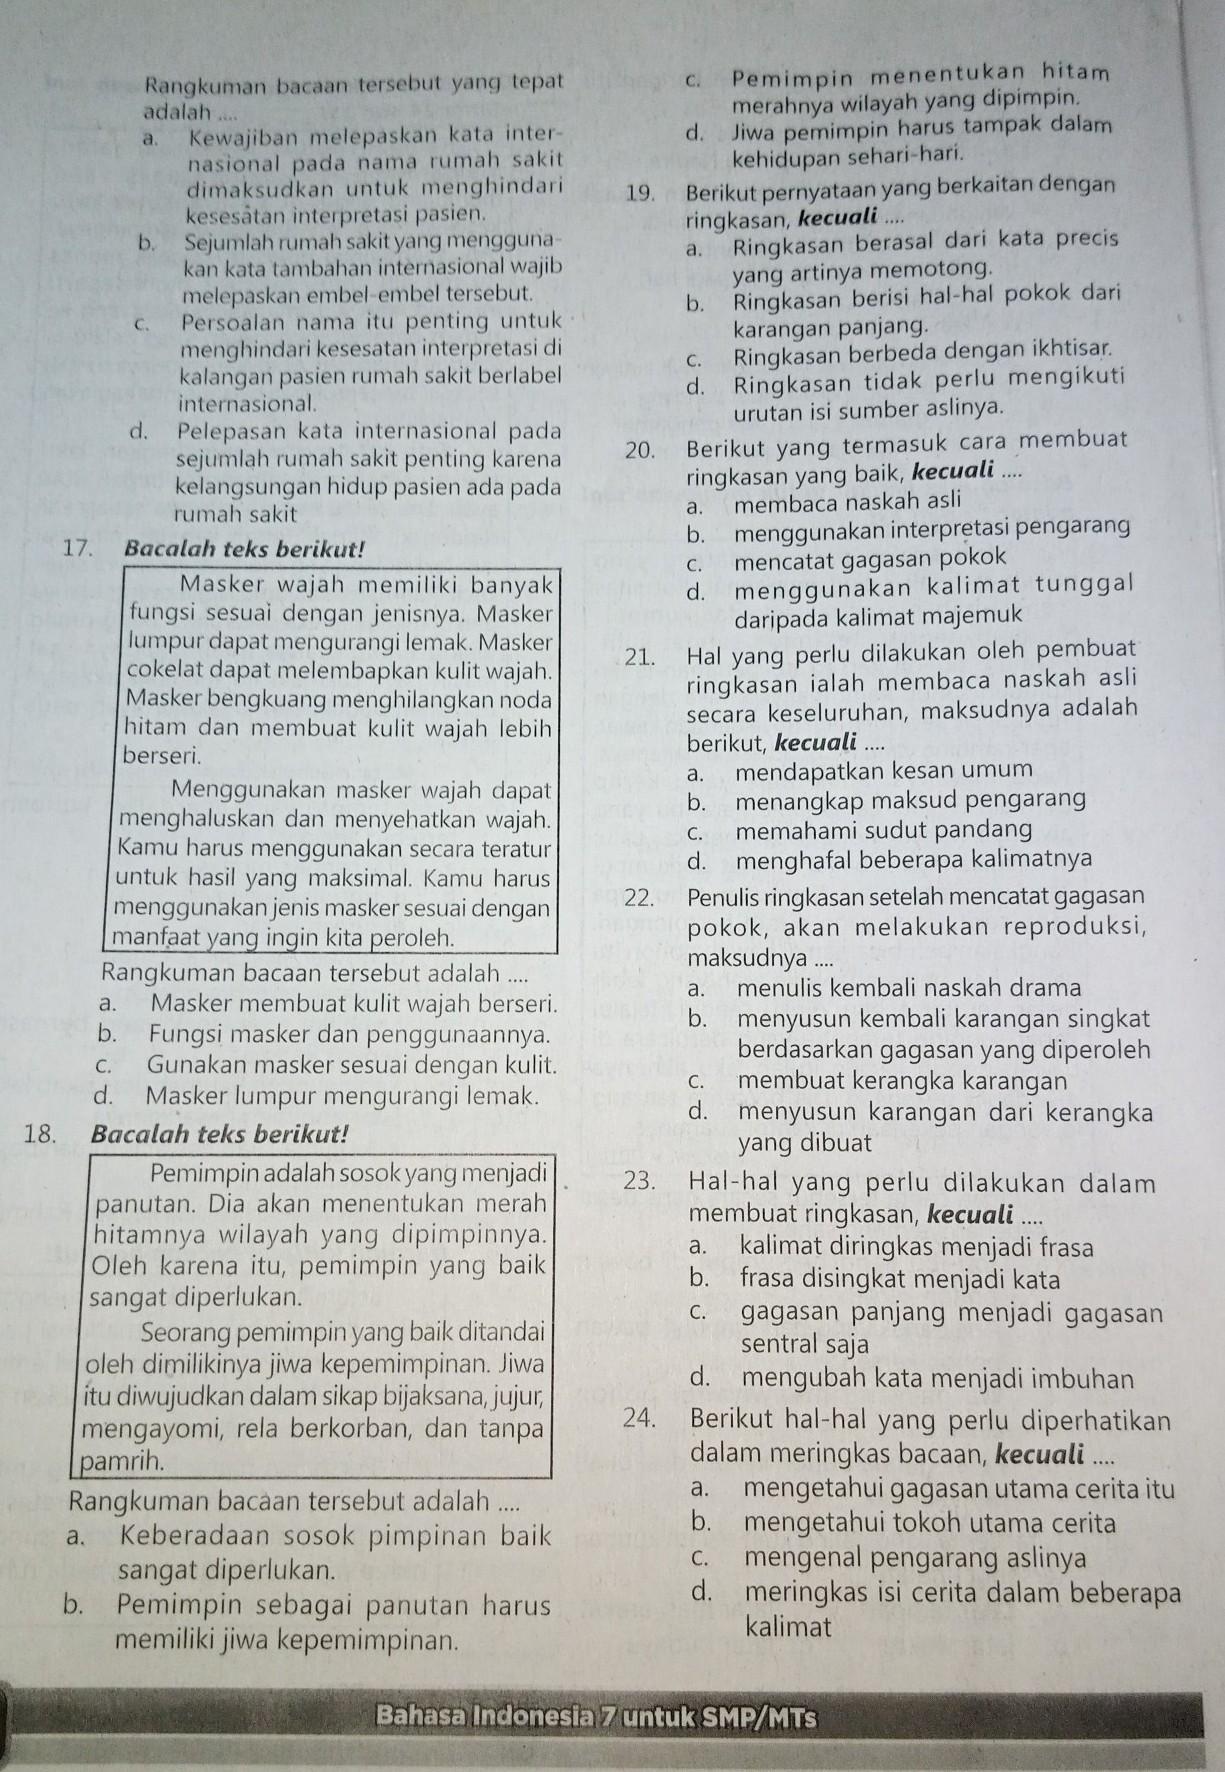 Rangkuman bacaan tersebut yang tepat
adalah ....
a. Kewajiban melepaskan kata inter-
nasional pada nama rumah sakit
dimaksudkan untuk menghindari
kesesatan interpretasi pasien.
b. Sejumlah rumah sakit yang mengguna-
kan kata tambahan internasional wajib
melepaskan embel-embel tersebut.
c. Persoalan nama itu penting untuk
menghindari kesesatan interpretasi di
kalangan pasien rumah sakit berlabel
internasional.
d. Pelepasan kata internasional pada
sejumlah rumah sakit penting karena
kelangsungan hidup pasien ada pada
rumah sakit
17. Bacalah teks berikut!
Masker wajah memiliki banyak
fungsi sesuai dengan jenisnya. Masker
lumpur dapat mengurangi lemak. Masker
cokelat dapat melembapkan kulit wajah.
Masker bengkuang menghilangkan noda
hitam dan membuat kulit wajah lebih
berseri.
Menggunakan masker wajah dapat
menghaluskan dan menyehatkan wajah.
Kamu harus menggunakan secara teratur
untuk hasil yang maksimal. Kamu harus
menggunakan jenis masker sesuai dengan
manfaat yang ingin kita peroleh.
Rangkuman bacaan tersebut adalah ....
a. Masker membuat kulit wajah berseri.
b. Fungsi masker dan penggunaannya.
c. Gunakan masker sesuai dengan kulit.
d. Masker lumpur mengurangi lemak.
18. Bacalah teks berikut!
Pemimpin adalah sosok yang menjadi
panutan. Dia akan menentukan merah
hitamnya wilayah yang dipimpinnya.
Oleh karena itu, pemimpin yang baik
sangat diperlukan.
Seorang pemimpin yang baik ditandai
oleh dimilikinya jiwa kepemimpinan. Jiwa
itu diwujudkan dalam sikap bijaksana, jujur,
mengayomi, rela berkorban, dan tanpa
pamrih.
Rangkuman bacaan tersebut adalah ....
a. Keberadaan sosok pimpinan baik
sangat diperlukan.
b. Pemimpin sebagai panutan harus
memiliki jiwa kepemimpinan.
c. Pemimpin menentukan hitam
merahnya wilayah yang dipimpin.
d. Jiwa pemimpin harus tampak dalam
kehidupan sehari-hari.
19. Berikut pernyataan yang berkaitan dengan
ringkasan, kecuali ....
a. Ringkasan berasal dari kata precis
yang artinya memotong.
b. Ringkasan berisi hal-hal pokok dari
karangan panjang.
c. Ringkasan berbeda dengan ikhtisar.
d. Ringkasan tidak perlu mengikuti
urutan isi sumber aslinya.
20. Berikut yang termasuk cara membuat
ringkasan yang baik, kecuali ....
a. membaca naskah asli
b. menggunakan interpretasi pengarang
c. mencatat gagasan pokok
d. menggunakan kalimat tunggal
daripada kalimat majemuk
21. Hal yang perlu dilakukan oleh pembuat
ringkasan ialah membaca naskah asli
secara keseluruhan, maksudnya adalah
berikut, kecuali ....
a. mendapatkan kesan umum
b. menangkap maksud pengarang
c. memahami sudut pandang
d. menghafal beberapa kalimatnya
22. Penulis ringkasan setelah mencatat gagasan
pokok, akan melakukan reproduksi,
maksudnya ....
a. menulis kembali naskah drama
b. menyusun kembali karangan singkat
berdasarkan gagasan yang diperoleh
c. membuat kerangka karangan
d. menyusun karangan dari kerangka
yang dibuat
23. Hal-hal yang perlu dilakukan dalam
membuat ringkasan, kecuali ....
a. kalimat diringkas menjadi frasa
b. frasa disingkat menjadi kata
c. gagasan panjang menjadi gagasan
sentral saja
d. mengubah kata menjadi imbuhan
24. Berikut hal-hal yang perlu diperhatikan
dalam meringkas bacaan, kecuali ....
a. mengetahui gagasan utama cerita itu
b. mengetahui tokoh utama cerita
c. mengenal pengarang aslinya
d. meringkas isi cerita dalam beberapa
kalimat
Bahasa Indonesia 7 untuk SMP/MTs